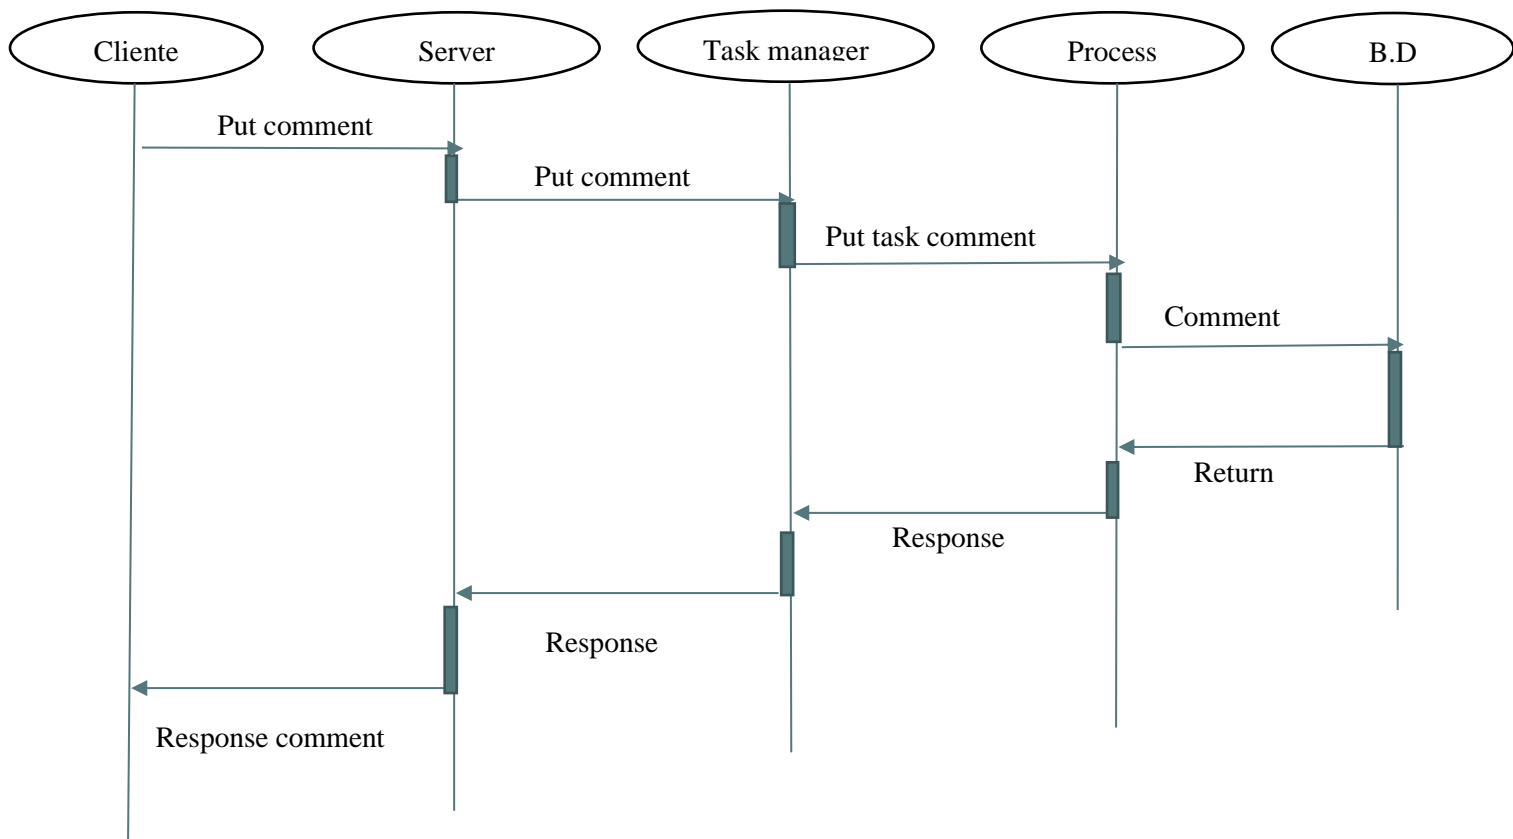 Cliente
Server
Task manager
Process
B.D
Put comment
Put comment
Put task comment
Comment
Return
Response
Response
Response comment